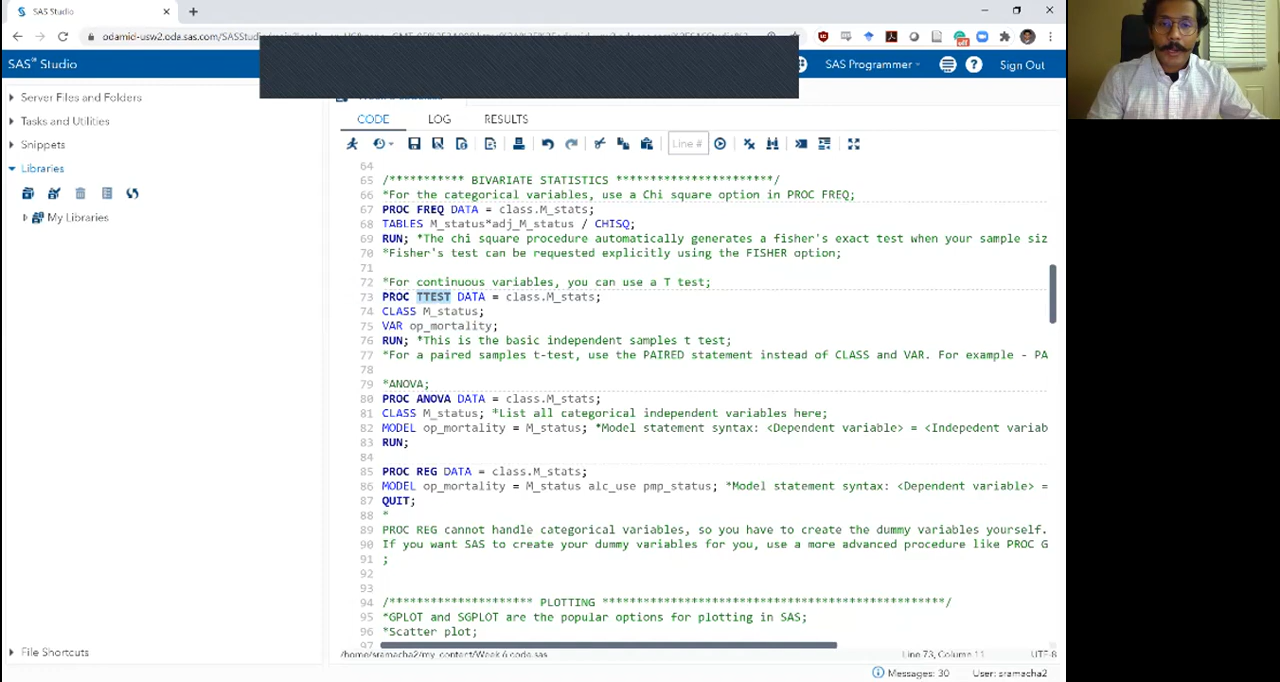 SAS Studio
odamid-usw2.oda.sas.com/SASStudio
off
SAS® Studio
SAS Programmer
Sign Out
Server Files and Folders
Tasks and Utilities
Snippets
Libraries
My Libraries
File Shortcuts
CODE
LOG
RESULTS
Line #
64
65 /*********** BIVARIATE STATISTICS **********************/
66 *For the categorical variables, use a Chi square option in PROC FREQ;
67 PROC FREQ DATA = class.M_stats;
68 TABLES M_status*adj_M_status / CHISQ;
69 RUN; *The chi square procedure automatically generates a fisher's exact test when your sample siz
70 *Fisher's test can be requested explicitly using the FISHER option;
71
72 *For continuous variables, you can use a T test;
73 PROC TTEST DATA = class.M_stats;
74 CLASS M_status;
75 VAR op_mortality;
76 RUN; *This is the basic independent samples t test;
77 *For a paired samples t-test, use the PAIRED statement instead of CLASS and VAR. For example - PA
78
79 *ANOVA;
80 PROC ANOVA DATA = class.M_stats;
81 CLASS M_status; *List all categorical independent variables here;
82 MODEL op_mortality = M_status; *Model statement syntax: <Dependent variable> = <Indepedent variab
83 RUN;
84
85 PROC REG DATA = class.M_stats;
86 MODEL op_mortality = M_status alc_use pmp_status; *Model statement syntax: <Dependent variable> =
87 QUIT;
88 *
89 PROC REG cannot handle categorical variables, so you have to create the dummy variables yourself.
90 If you want SAS to create your dummy variables for you, use a more advanced procedure like PROC G
91 ;
92
93
94 /******************** PLOTTING **********************************************/
95 *GPLOT and SGPLOT are the popular options for plotting in SAS;
96 *Scatter plot;
97
/home/sramacha2/my_content/Week 6 code.sas
Line 73, Column 11
UTF-8
Messages: 30
User: sramacha2